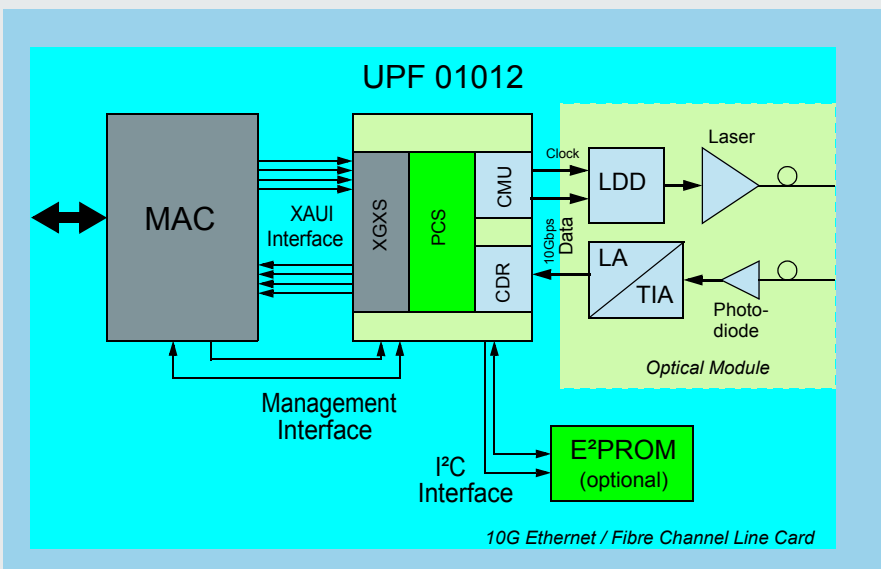 UPF 01012
MAC
XAUI
Interface
XGXS
PCS
CMU
CDR
Clock
10Gbps
Data
LDD
Laser
LA
TIA
Photo-
diode
Optical Module
Management
Interface
I²C
Interface
E²PROM
(optional)
10G Ethernet / Fibre Channel Line Card